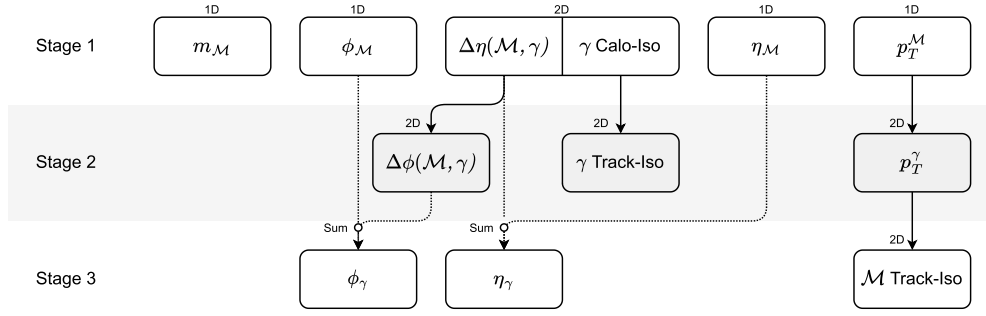 1D 1D 2D 1D 1D
Stage 1 m_ℳ ϕ_ℳ Δη(ℳ, γ) γ Calo-Iso η_ℳ p_T^ℳ
2D 2D 2D
Stage 2 Δϕ(ℳ, γ) γ Track-Iso p_T^γ
Sum Sum
2D
Stage 3 ϕ_γ η_γ ℳ Track-Iso